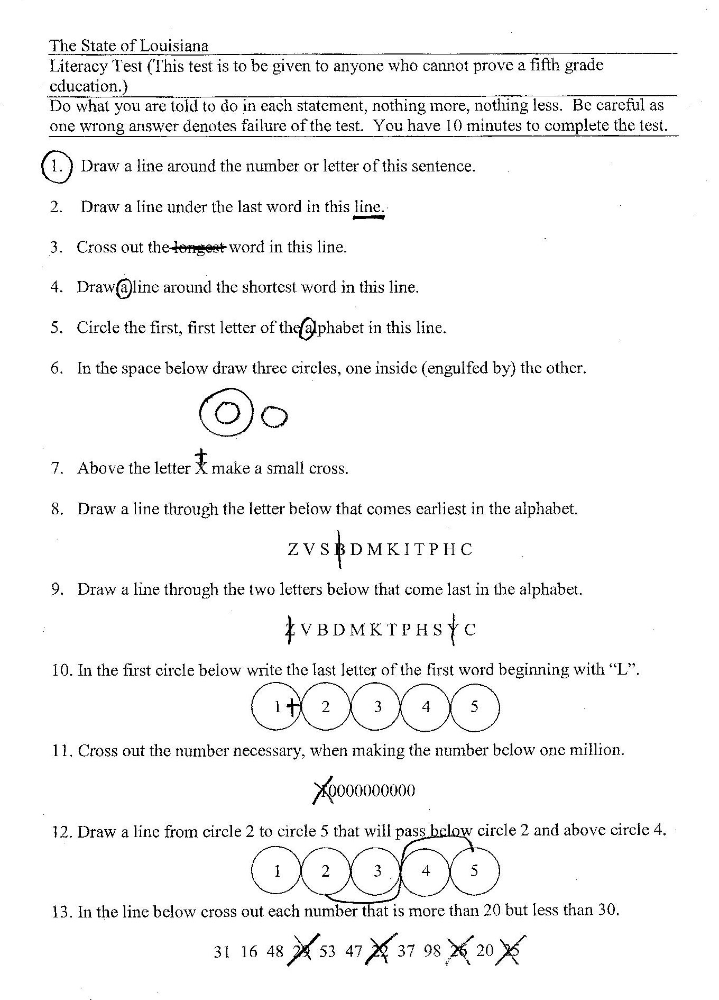 The State of Louisiana
Literacy Test (This test is to be given to anyone who cannot prove a fifth grade
education.)
Do what you are told to do in each statement, nothing more, nothing less. Be careful as
one wrong answer denotes failure of the test. You have 10 minutes to complete the test.
1. Draw a line around the number or letter of this sentence.
2. Draw a line under the last word in this line.
3. Cross out the longest word in this line.
4. Draw a line around the shortest word in this line.
5. Circle the first, first letter of the alphabet in this line.
6. In the space below draw three circles, one inside (engulfed by) the other.
7. Above the letter X make a small cross.
8. Draw a line through the letter below that comes earliest in the alphabet.
Z V S B D M K I T P H C
9. Draw a line through the two letters below that come last in the alphabet.
Z V B D M K T P H S Y C
10. In the first circle below write the last letter of the first word beginning with “L”.
1 t 2 3 4 5
11. Cross out the number necessary, when making the number below one million.
10000000000
12. Draw a line from circle 2 to circle 5 that will pass below circle 2 and above circle 4.
1 2 3 4 5
13. In the line below cross out each number that is more than 20 but less than 30.
31 16 48 29 53 47 22 37 98 26 20 25